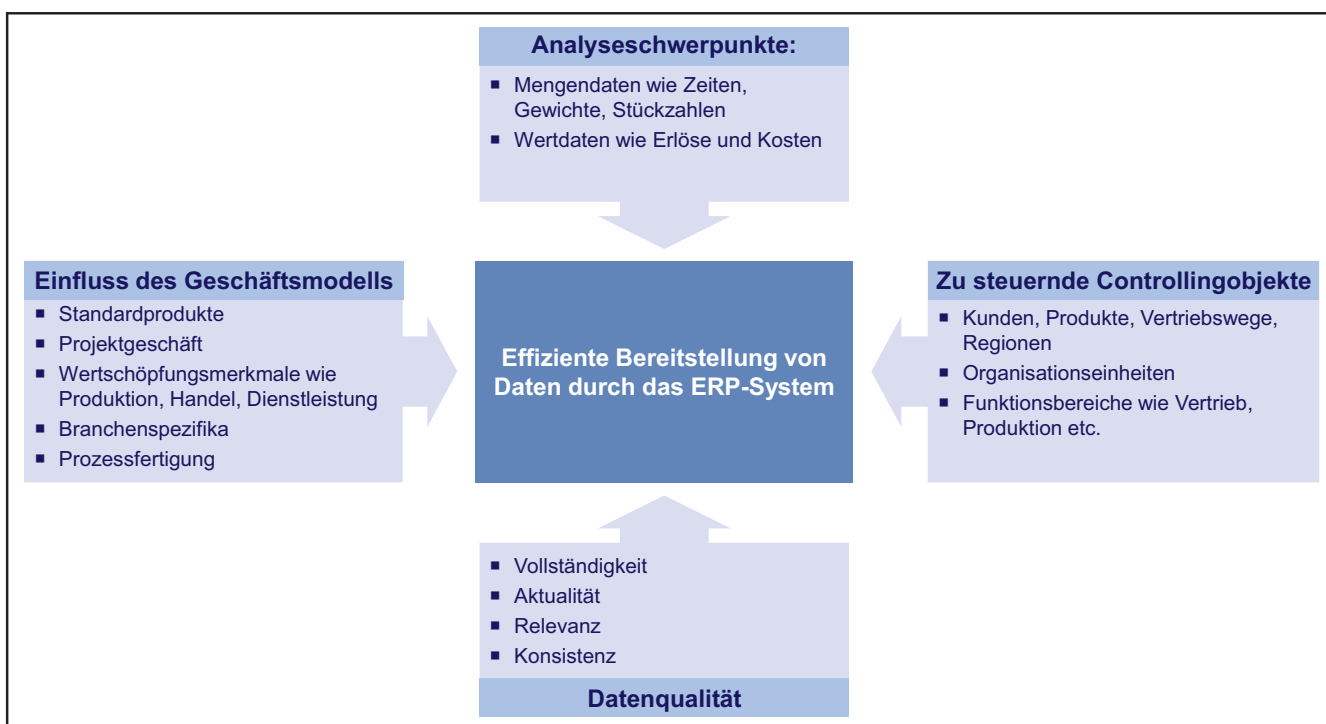 Analyseschwerpunkte:
■ Mengendaten wie Zeiten,
Gewichte, Stückzahlen
■ Wertdaten wie Erlöse und Kosten
Einfluss des Geschäftsmodells
■ Standardprodukte
■ Projektgeschäft
■ Wertschöpfungsmerkmale wie
Produktion, Handel, Dienstleistung
■ Branchenspezifika
■ Prozessfertigung
Effiziente Bereitstellung von
Daten durch das ERP-System
Zu steuernde Controllingobjekte
■ Kunden, Produkte, Vertriebswege,
Regionen
■ Organisationseinheiten
■ Funktionsbereiche wie Vertrieb,
Produktion etc.
■ Vollständigkeit
■ Aktualität
■ Relevanz
■ Konsistenz
Datenqualität